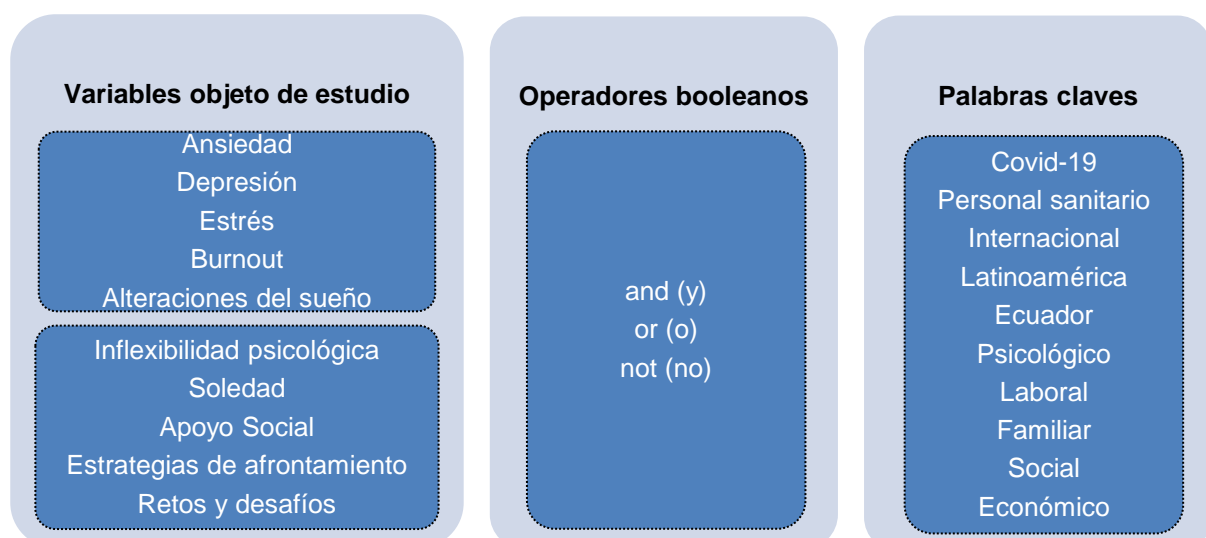 Variables objeto de estudio
Ansiedad
Depresión
Estrés
Burnout
Alteraciones del sueño
Inflexibilidad psicológica
Soledad
Apoyo Social
Estrategias de afrontamiento
Retos y desafíos
Operadores booleanos
and (y)
or (o)
not (no)
Palabras claves
Covid-19
Personal sanitario
Internacional
Latinoamérica
Ecuador
Psicológico
Laboral
Familiar
Social
Económico